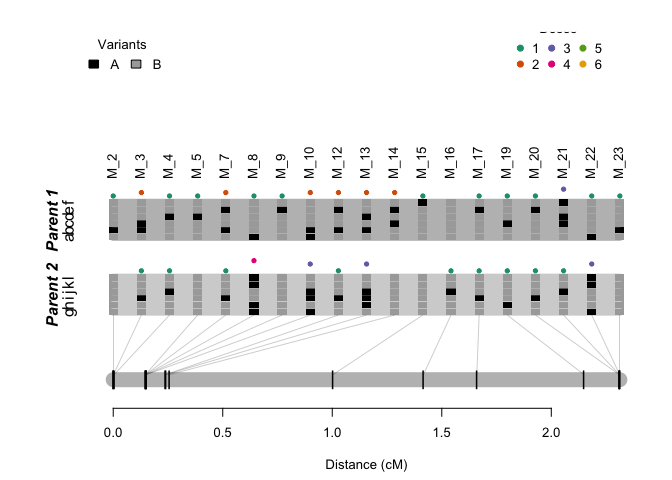 Variants
A B
1 3 5
2 4 6
M_2 M_3 M_4 M_5 M_7 M_8 M_9 M_10 M_12 M_13 M_14 M_15 M_16 M_17 M_19 M_20 M_21 M_22 M_23
Parent 1
abcdef
Parent 2
ghijkl
0.0 0.5 1.0 1.5 2.0
Distance (cM)